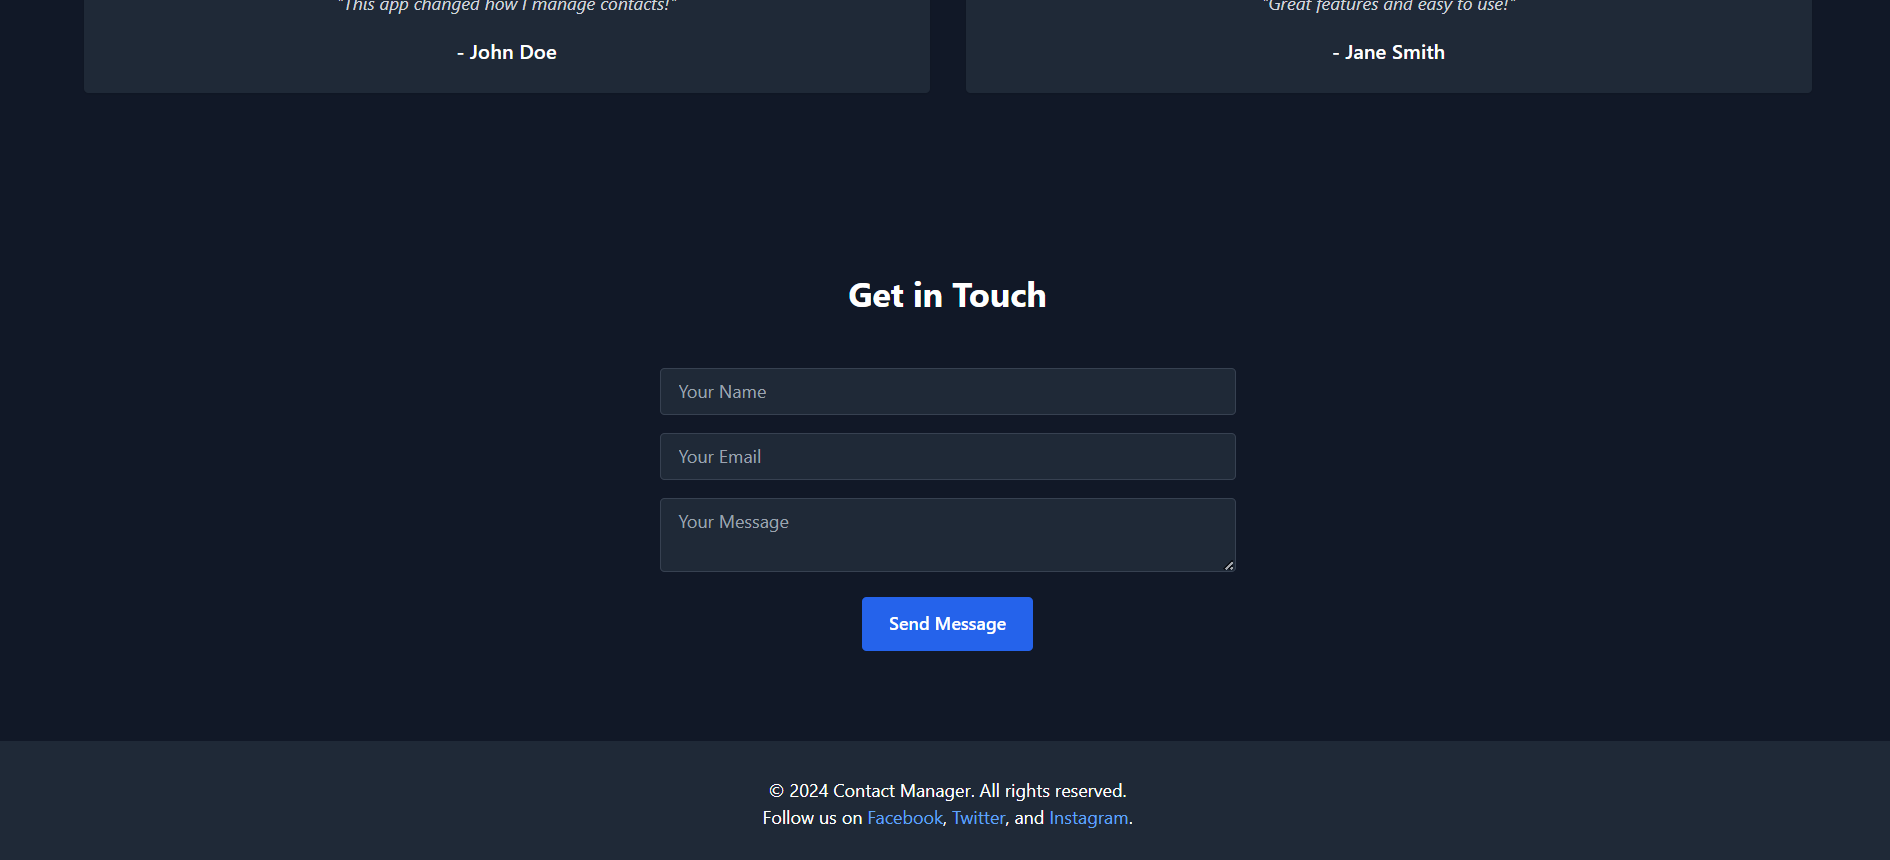 "This app changed how I manage contacts!"
"Great features and easy to use!"
- John Doe
- Jane Smith
Get in Touch
Your Name
Your Email
Your Message
Send Message
© 2024 Contact Manager. All rights reserved.
Follow us on Facebook, Twitter, and Instagram.